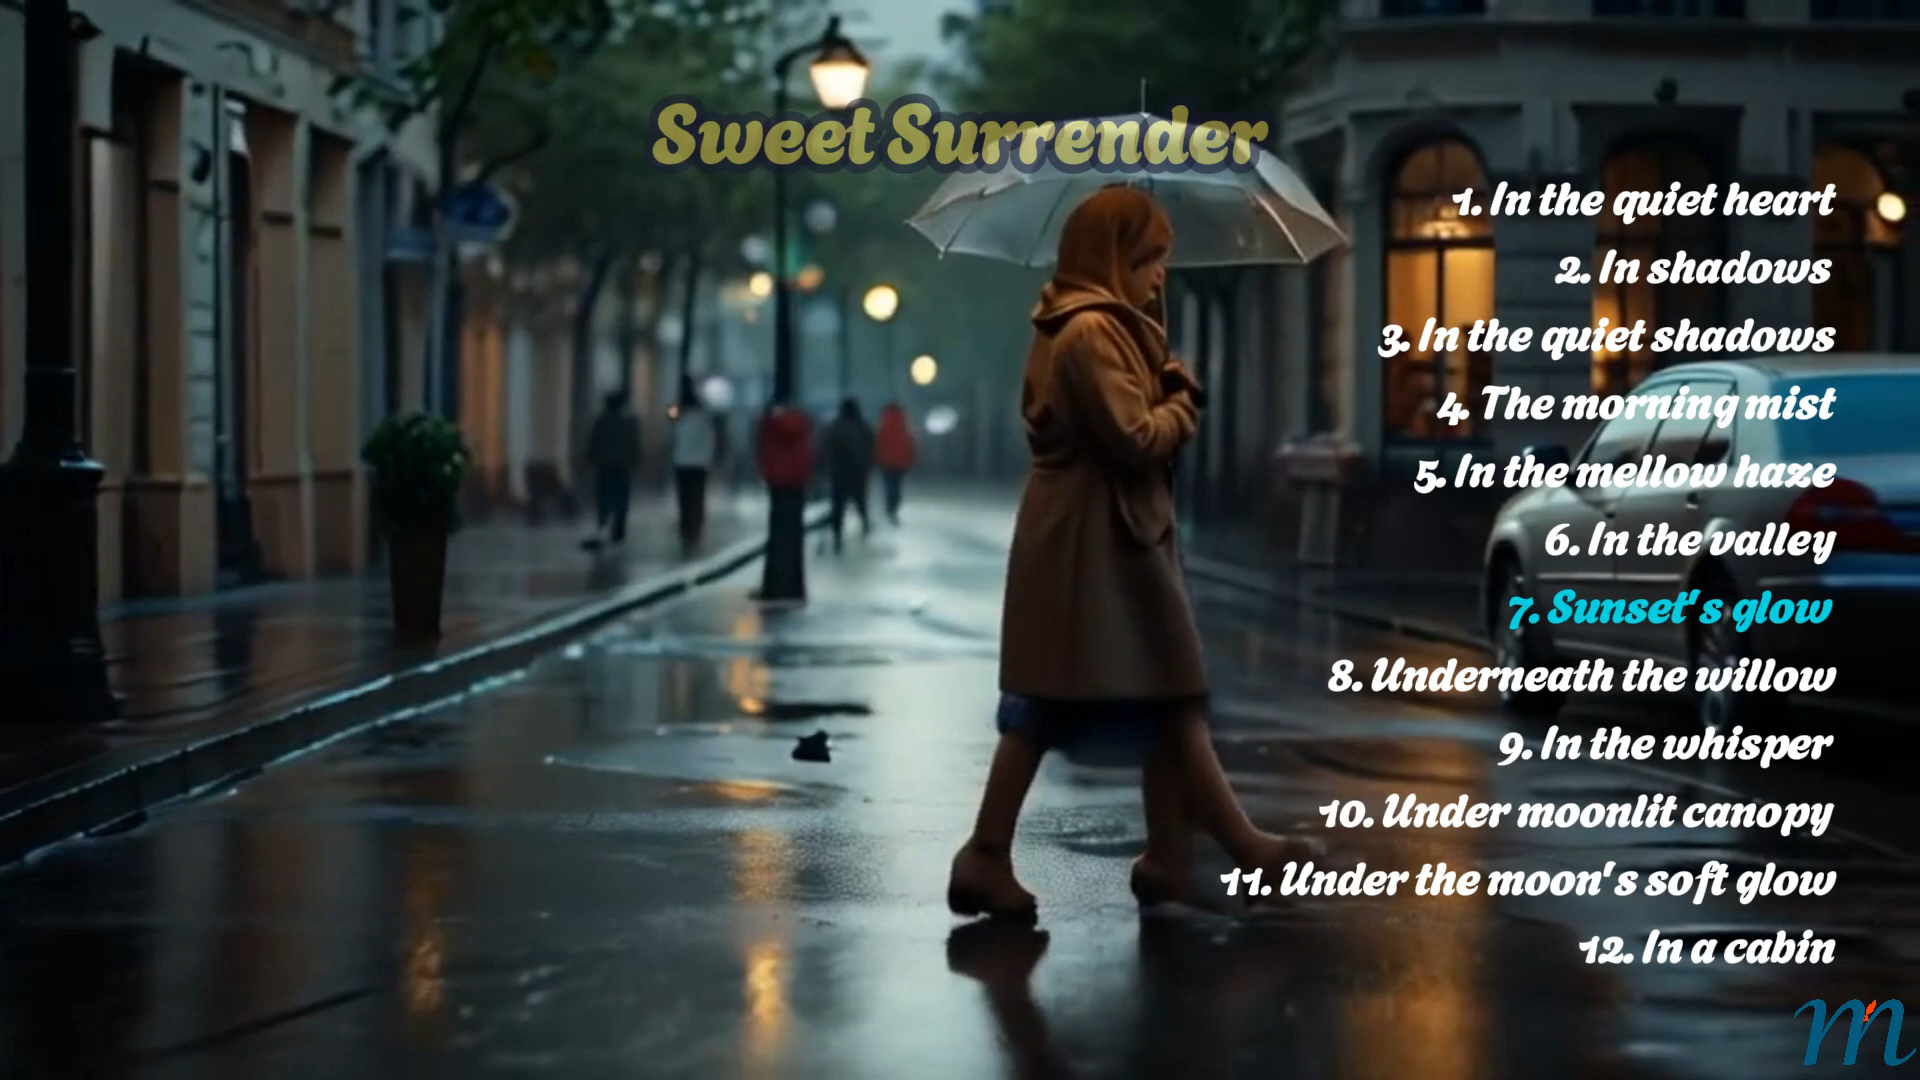 Sweet Surrender
1. In the quiet heart
2. In shadows
3. In the quiet shadows
4. The morning mist
5. In the mellow haze
6. In the valley
7. Sunset's glow
8. Underneath the willow
9. In the whisper
10. Under moonlit canopy
11. Under the moon's soft glow
12. In a cabin
m